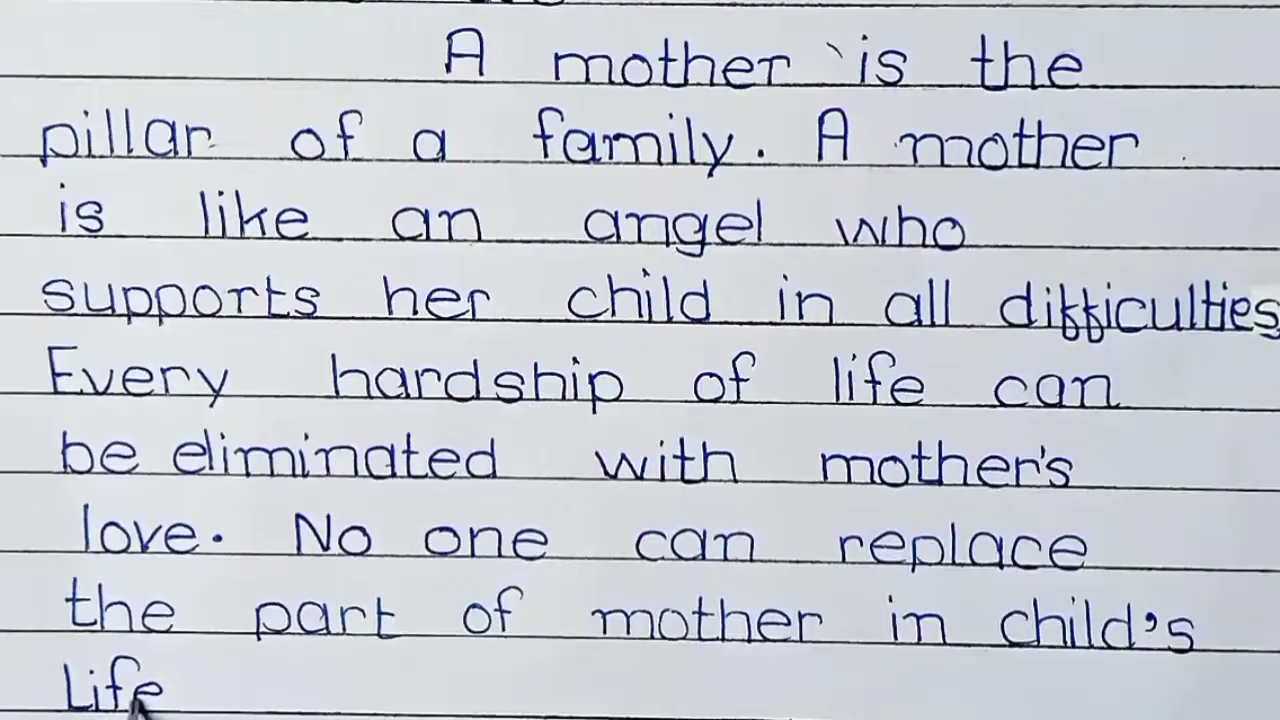 A mother is the
pillar of a family. A mother
is like an angel who
supports her child in all difficulties
Every hardship of life can
be eliminated with mother's
love. No one can replace
the part of mother in child's
Life